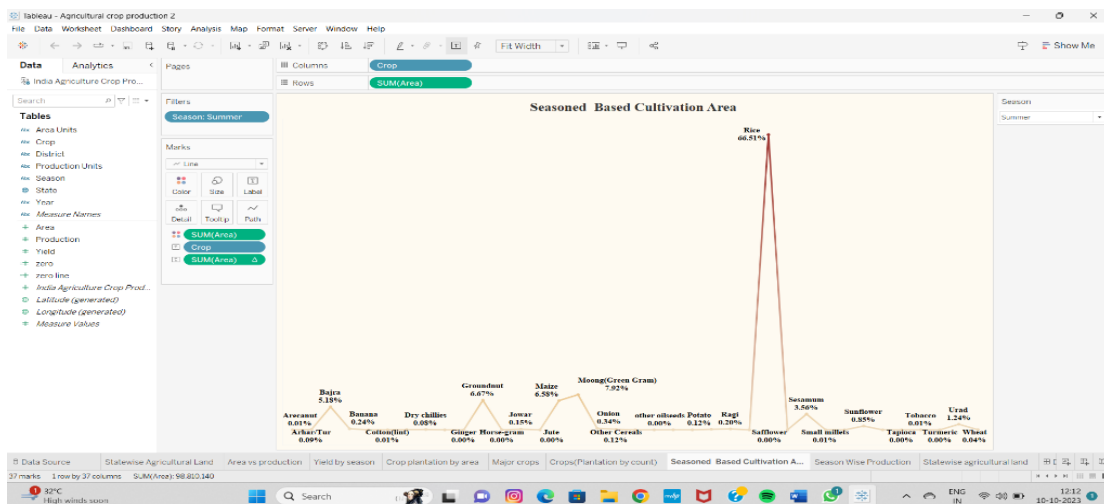 Tableau - Agricultural crop production 2
File Data Worksheet Dashboard Story Analysis Map Format Server Window Help
Fit Width
Show Me
Data Analytics
India Agriculture Crop Pro...
Search
Tables
Abc Area Units
Abc Crop
Abc District
Abc Production Units
Abc Season
State
Abc Year
Abc Measure Names
Area
Production
Yield
zero
zero line
India Agriculture Crop Prod...
Latitude (generated)
Longitude (generated)
Measure Values
Pages
Filters
Season: Summer
Marks
Line
Color Size Label
Detail Tooltip Path
SUM(Area)
Crop
SUM(Area) Δ
Columns Crop
Rows SUM(Area)
Seasoned Based Cultivation Area
Rice
66.51%
Moong(Green Gram)
7.92%
Groundnut
6.67%
Maize
6.58%
Bajra
5.18%
Sesamum
3.56%
Arecanut
0.01%
Banana
0.24%
Dry chillies
0.08%
Jowar
0.15%
Onion
0.34%
other oilseeds
0.00%
Potato
0.12%
Ragi
0.20%
Sunflower
0.85%
Tobacco
0.01%
Urad
1.24%
Arhar/Tur
0.09%
Cotton(lint)
0.01%
Ginger
0.00%
Horse-gram
0.00%
Jute
0.00%
Other Cereals
0.12%
Safflower
0.00%
Small millets
0.01%
Tapioca
0.00%
Turmeric
0.00%
Wheat
0.04%
Season
Summer
Data Source Statewise Agricultural Land Area vs production Yield by season Crop plantation by area Major crops Crops(Plantation by count) Seasoned Based Cultivation A... Season Wise Production Statewise agricultural land
37 marks 1 row by 37 columns SUM(Area): 98,810,140
1
32°C
High winds soon
Search
ENG
IN
12:12
10-10-2023